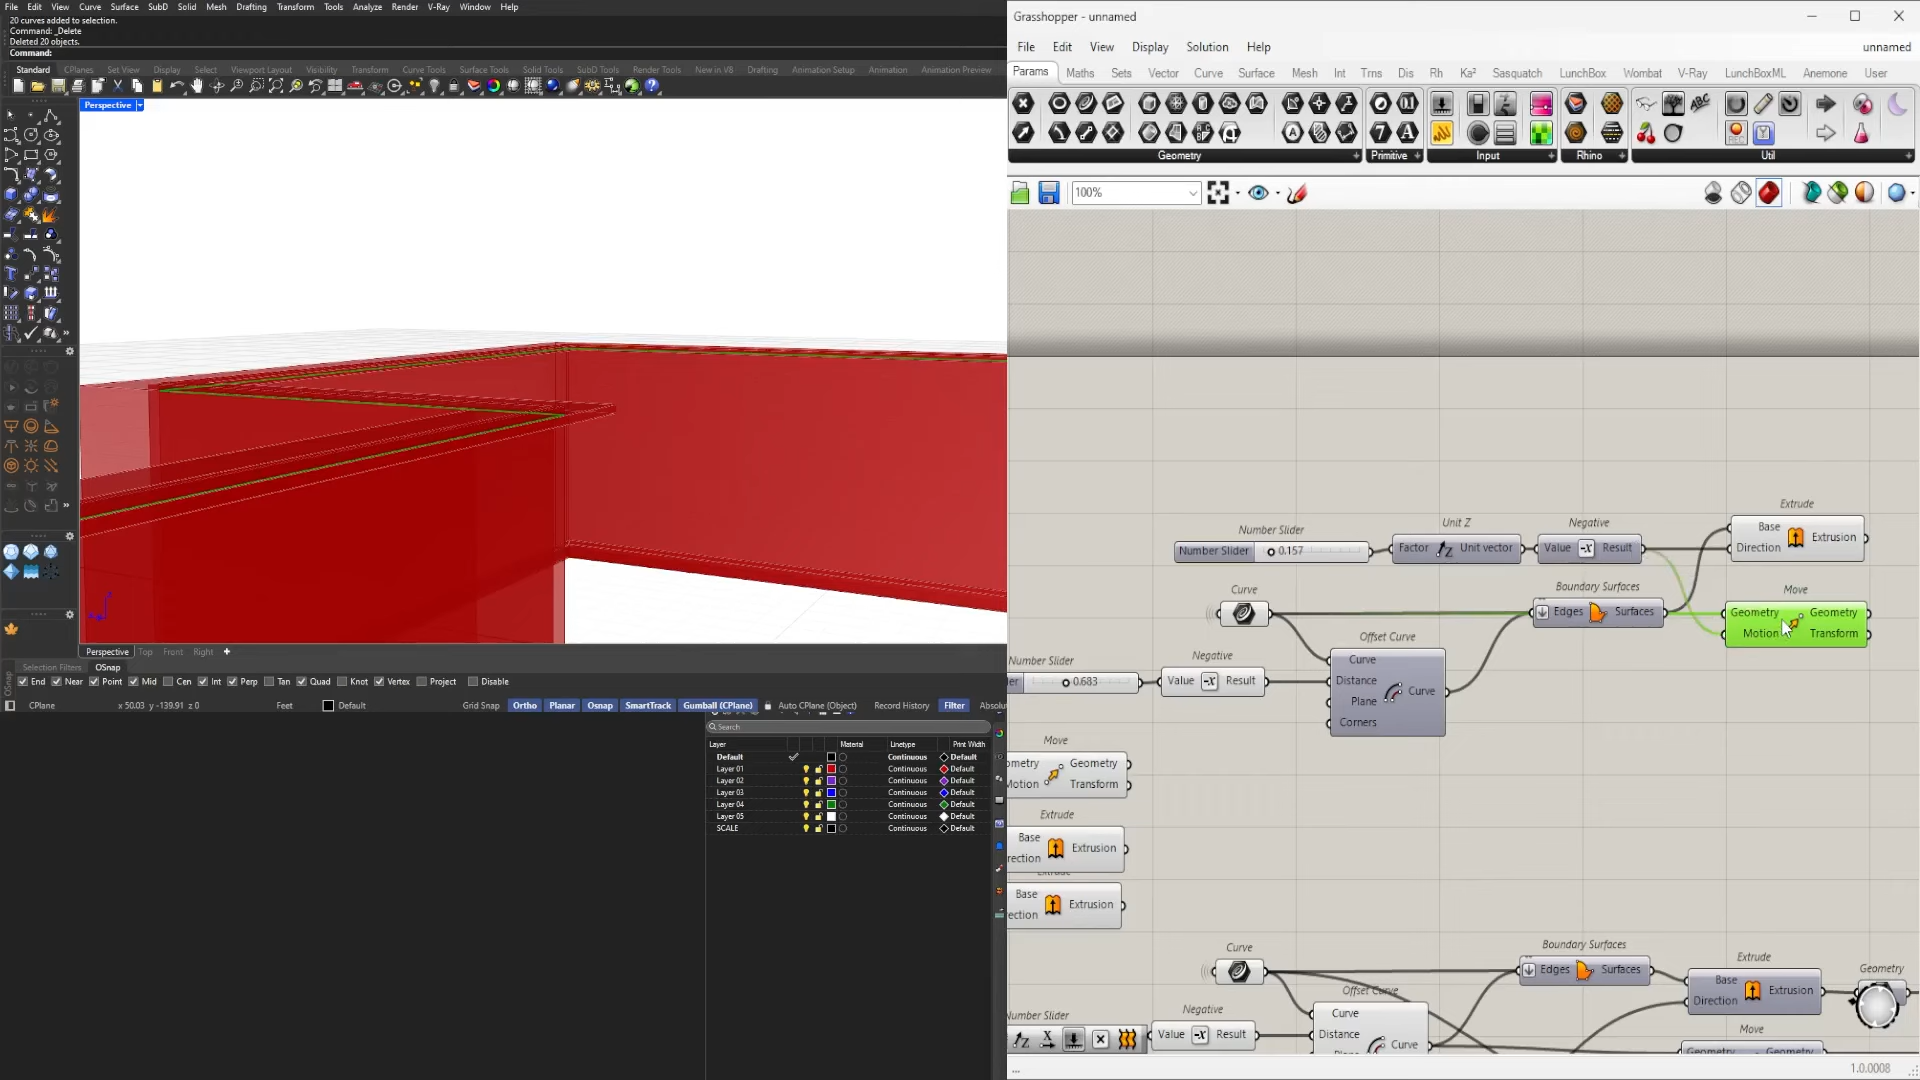 File Edit View Curve Surface SubD Solid Mesh Drafting Transform Tools Analyze Render V-Ray Window Help
20 curves added to selection.
Command: _Delete
Deleted 20 objects.
Command:
Standard CPlanes Set View Display Select Viewport Layout Visibility Transform Curve Tools Surface Tools Solid Tools SubD Tools Mesh Tools Render Tools New in V8 Drafting Animation Setup Animation Animation Preview
Perspective
Perspective Top Front Right
Selection Filters OSnap
End Near Point Mid Cen Int Perp Tan Quad Knot Vertex Project Disable
CPlane x 50.03 y -139.91 z 0 Feet Default Grid Snap Ortho Planar Osnap SmartTrack Gumball (CPlane) Auto CPlane (Object) Record History Filter Absolu
Search
Layer Material Linetype Print Width
Default Continuous Default
Layer 01 Continuous Default
Layer 02 Continuous Default
Layer 03 Continuous Default
Layer 04 Continuous Default
Layer 05 Continuous Default
SCALE Continuous Default
Grasshopper - unnamed
File Edit View Display Solution Help
unnamed
Params Maths Sets Vector Curve Surface Mesh Int Trns Dis Rh Ka² Sasquatch LunchBox Wombat V-Ray LunchBoxML Anemone User
Geometry Primitive Input Rhino Util
100%
Extrude
Base
Direction
Extrusion
Number Slider
Number Slider 0.157
Unit Z
Factor Unit vector
Negative
Value Result
Curve
Boundary Surfaces
Edges Surfaces
Move
Geometry Geometry
Motion Transform
Offset Curve
Curve
Distance
Plane
Corners
Curve
Number Slider
0.683
Negative
Value Result
Move
ometry Geometry
Motion Transform
Extrude
Base
rection
Extrusion
Extrude
Base
ection
Extrusion
Curve
Boundary Surfaces
Edges Surfaces
Extrude
Base
Direction
Extrusion
Geometry
Offset Curve
Curve
Distance
Curve
Number Slider
Negative
Value Result
Move
Geometry Geometry
1.0.0008